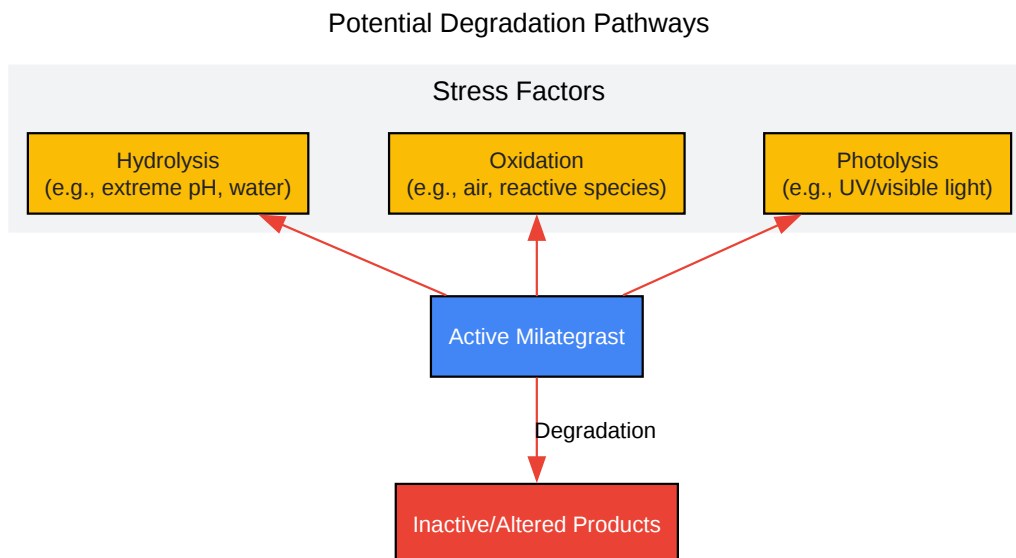 Potential Degradation Pathways
Stress Factors
Hydrolysis
(e.g., extreme pH, water)
Oxidation
(e.g., air, reactive species)
Photolysis
(e.g., UV/visible light)
Active Milategrast
Degradation
Inactive/Altered Products